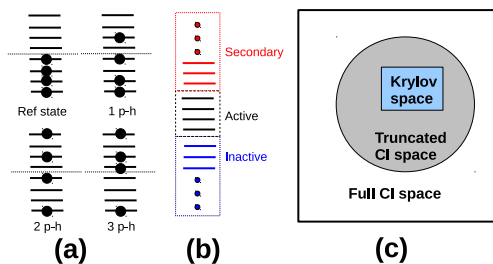 Ref state
1 p-h
2 p-h
3 p-h
(a)
Secondary
Active
Inactive
(b)
Krylov
space
Truncated
CI space
Full CI space
(c)